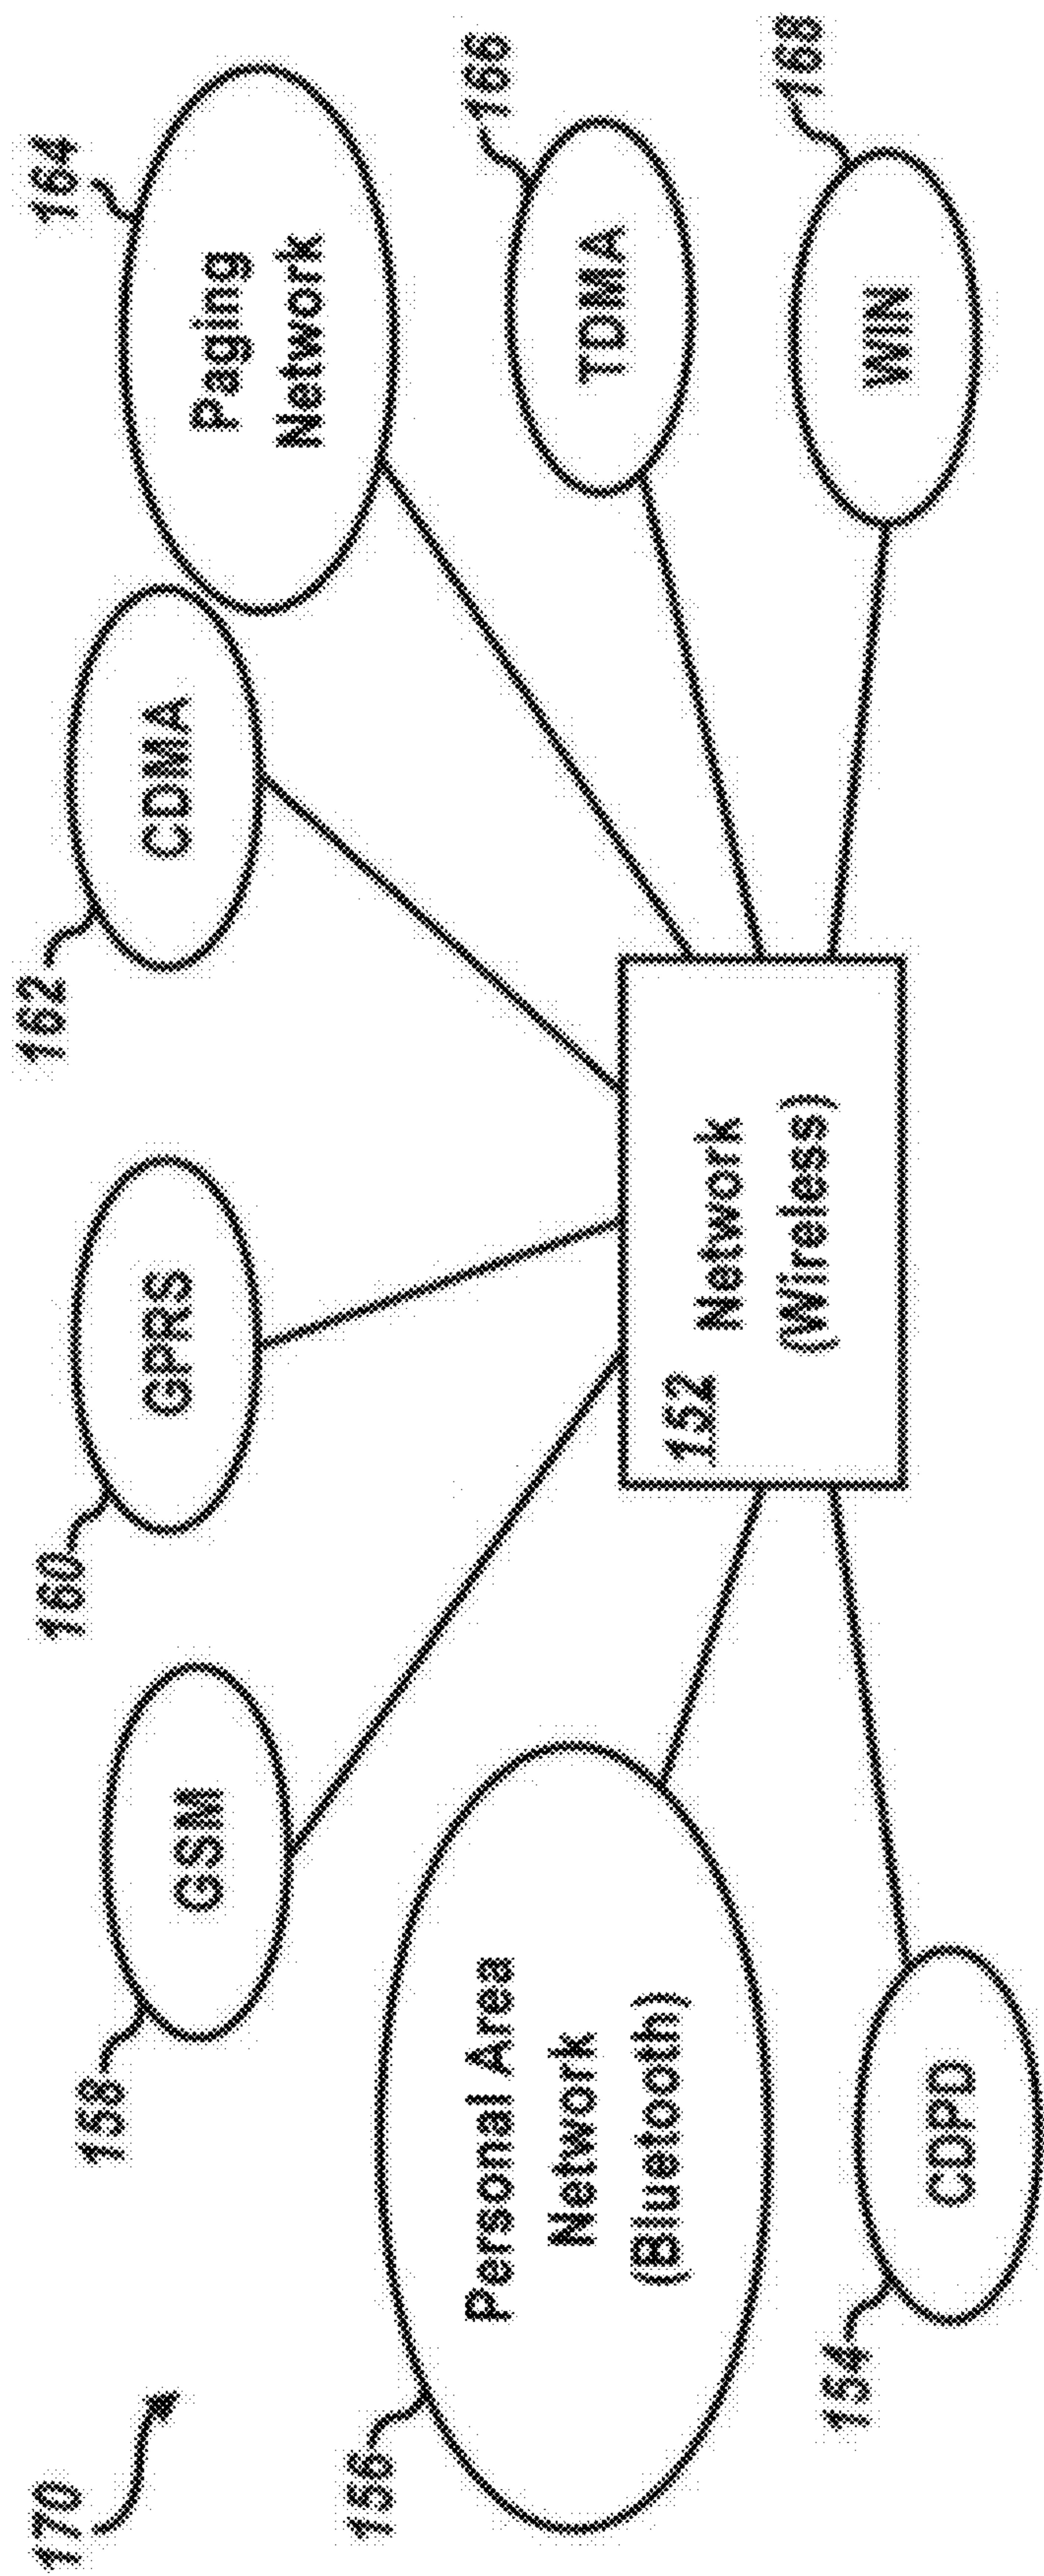 170
156
Personal Area
Network
(Bluetooth)
154
CDPD
158
GSM
160
GPRS
162
CDMA
164
Paging
Network
166
TDMA
168
WIN
152
Network
(Wireless)